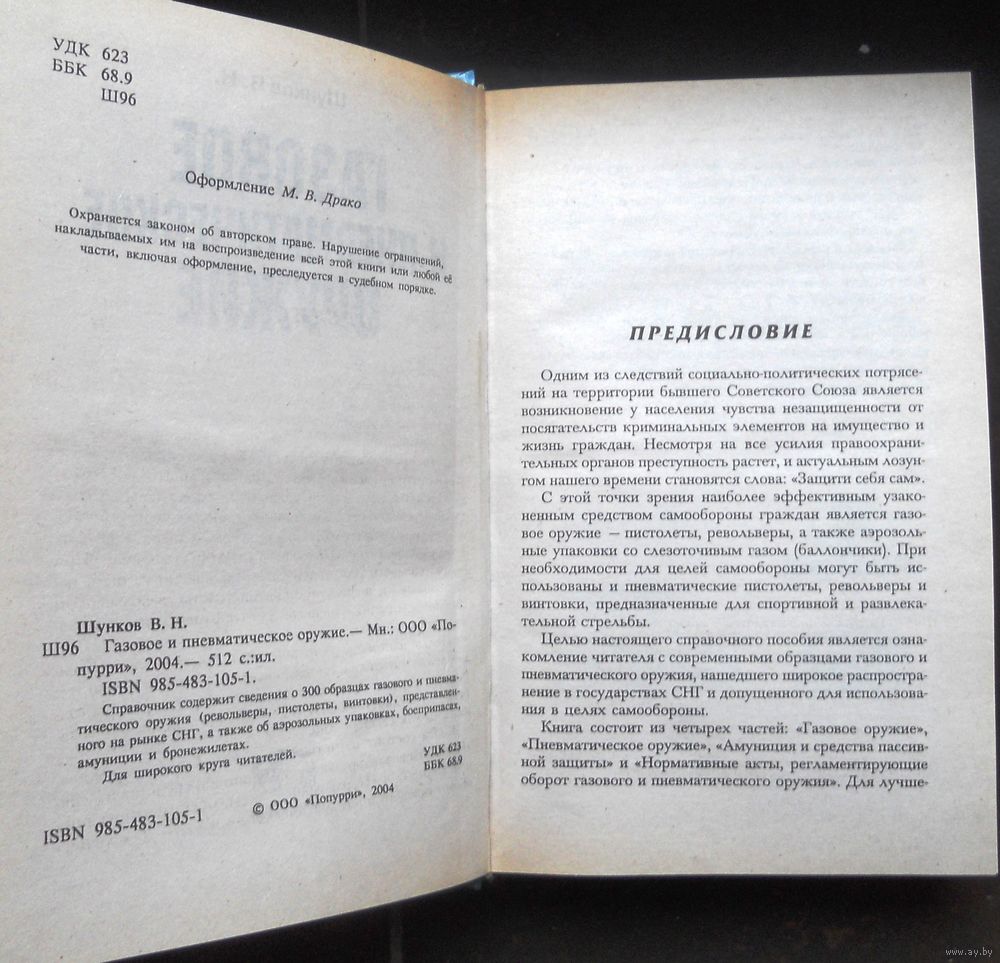 УДК 623
ББК 68.9
Ш96
Оформление М. В. Драко
Охраняется законом об авторском праве. Нарушение ограничений,
накладываемых им на воспроизведение всей этой книги или любой её
части, включая оформление, преследуется в судебном порядке.
Шунков В. Н.
Ш96 Газовое и пневматическое оружие.— Мн.: ООО «По-
пурри», 2004.— 512 с.:ил.
ISBN 985-483-105-1.
Справочник содержит сведения о 300 образцах газового и пневма-
тического оружия (револьверы, пистолеты, винтовки), представлен-
ного на рынке СНГ, а также об аэрозольных упаковках, боеприпасах,
амуниции и бронежилетах.
Для широкого круга читателей.
УДК 623
ББК 68.9
ISBN 985-483-105-1
© ООО «Попурри», 2004
ПРЕДИСЛОВИЕ
Одним из следствий социально-политических потрясе-
ний на территории бывшего Советского Союза является
возникновение у населения чувства незащищенности от
посягательств криминальных элементов на имущество и
жизнь граждан. Несмотря на все усилия правоохрани-
тельных органов преступность растет, и актуальным лозун-
гом нашего времени становятся слова: «Защити себя сам».
С этой точки зрения наиболее эффективным узако-
ненным средством самообороны граждан является газо-
вое оружие — пистолеты, револьверы, а также аэрозоль-
ные упаковки со слезоточивым газом (баллончики). При
необходимости для целей самообороны могут быть ис-
пользованы и пневматические пистолеты, револьверы и
винтовки, предназначенные для спортивной и развлека-
тельной стрельбы.
Целью настоящего справочного пособия является озна-
комление читателя с современными образцами газового и
пневматического оружия, нашедшего широкое распростра-
нение в государствах СНГ и допущенного для использова-
ния в целях самообороны.
Книга состоит из четырех частей: «Газовое оружие»,
«Пневматическое оружие», «Амуниция и средства пассив-
ной защиты» и «Нормативные акты, регламентирующие
оборот газового и пневматического оружия». Для лучше-
www.ay.by